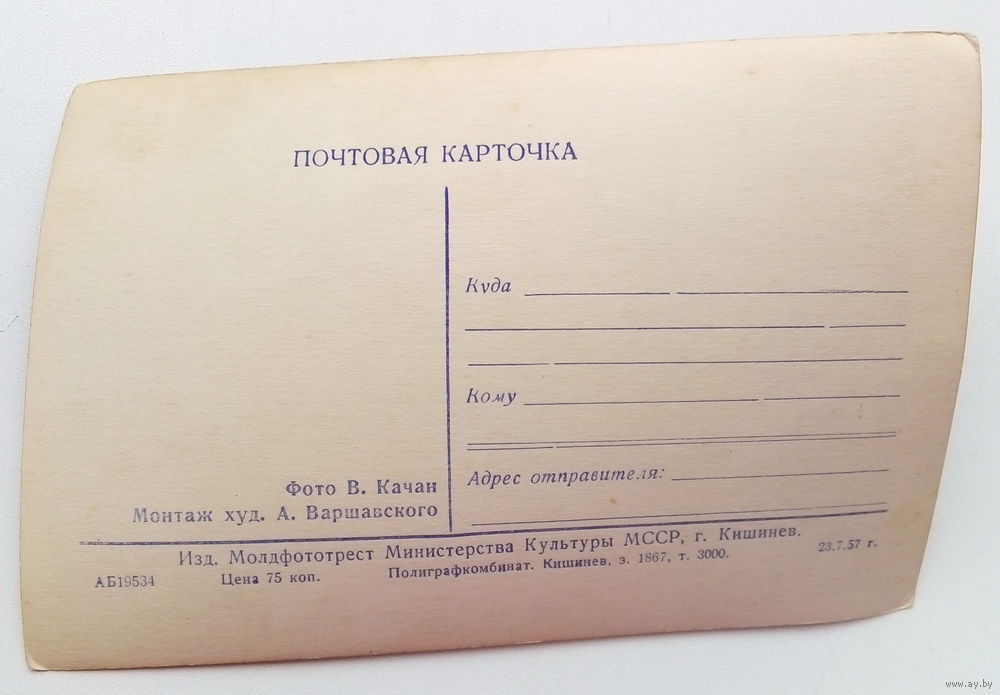 ПОЧТОВАЯ КАРТОЧКА
Куда
Кому
Адрес отправителя:
Фото В. Качан
Монтаж худ. А. Варшавского
Изд. Молдфототрест Министерства Культуры МССР, г. Кишинев.
АБ19534 Цена 75 коп. Полиграфкомбинат. Кишинев, з. 1867, т. 3000. 23.7.57 г.
www.ay.by